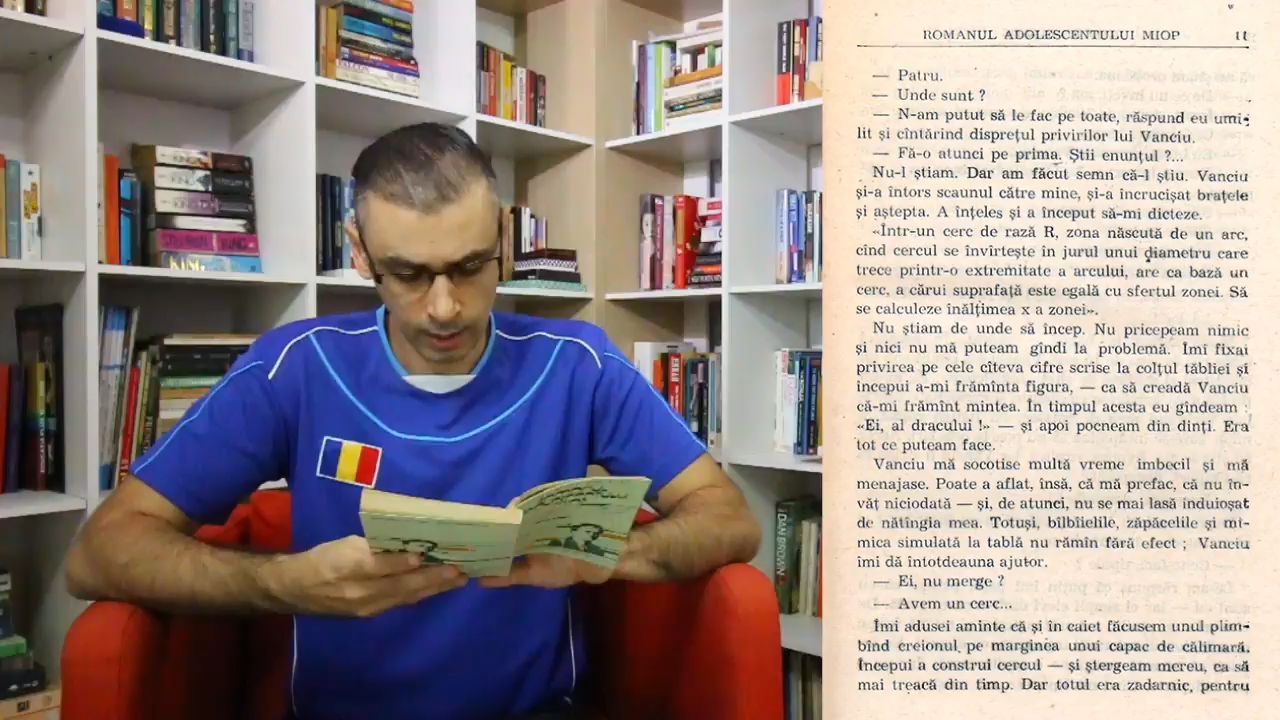 KING
STEPHEN KING
KING
DAN BROWN
ROMANUL ADOLESCENTULUI MIOP 11
— Patru.
— Unde sunt ?
— N-am putut să le fac pe toate, răspund eu umi-
lit și cîntărind disprețul privirilor lui Vanciu.
— Fă-o atunci pe prima. Știi enunțul ?...
Nu-l știam. Dar am făcut semn că-l știu. Vanciu
și-a întors scaunul către mine, și-a încrucișat brațele
și aștepta. A înțeles și a început să-mi dicteze.
«Într-un cerc de rază R, zona născută de un arc,
cînd cercul se învîrtește în jurul unui diametru care
trece printr-o extremitate a arcului, are ca bază un
cerc, a cărui suprafață este egală cu sfertul zonei. Să
se calculeze înălțimea x a zonei».
Nu știam de unde să încep. Nu pricepeam nimic
și nici nu mă puteam gîndi la problemă. Îmi fixai
privirea pe cele cîteva cifre scrise la colțul tăbliei și
începui a-mi frămînta figura, — ca să creadă Vanciu
că-mi frămînt mintea. În timpul acesta eu gîndeam :
«Ei, al dracului !» — și apoi pocneam din dinți. Era
tot ce puteam face.
Vanciu mă socotise multă vreme imbecil și mă
menajase. Poate a aflat, însă, că mă prefac, că nu în-
văț niciodată — și, de atunci, nu se mai lasă înduioșat
de nătîngia mea. Totuși, bîlbîielile, zăpăcelile și mi-
mica simulată la tablă nu rămîn fără efect ; Vanciu
îmi dă întotdeauna ajutor.
— Ei, nu merge ?
— Avem un cerc...
Îmi adusei aminte că și în caiet făcusem unul plim-
bînd creionul pe marginea unui capac de călimară.
Începui a construi cercul — și ștergeam mereu, ca să
mai treacă din timp. Dar totul era zadarnic, pentru